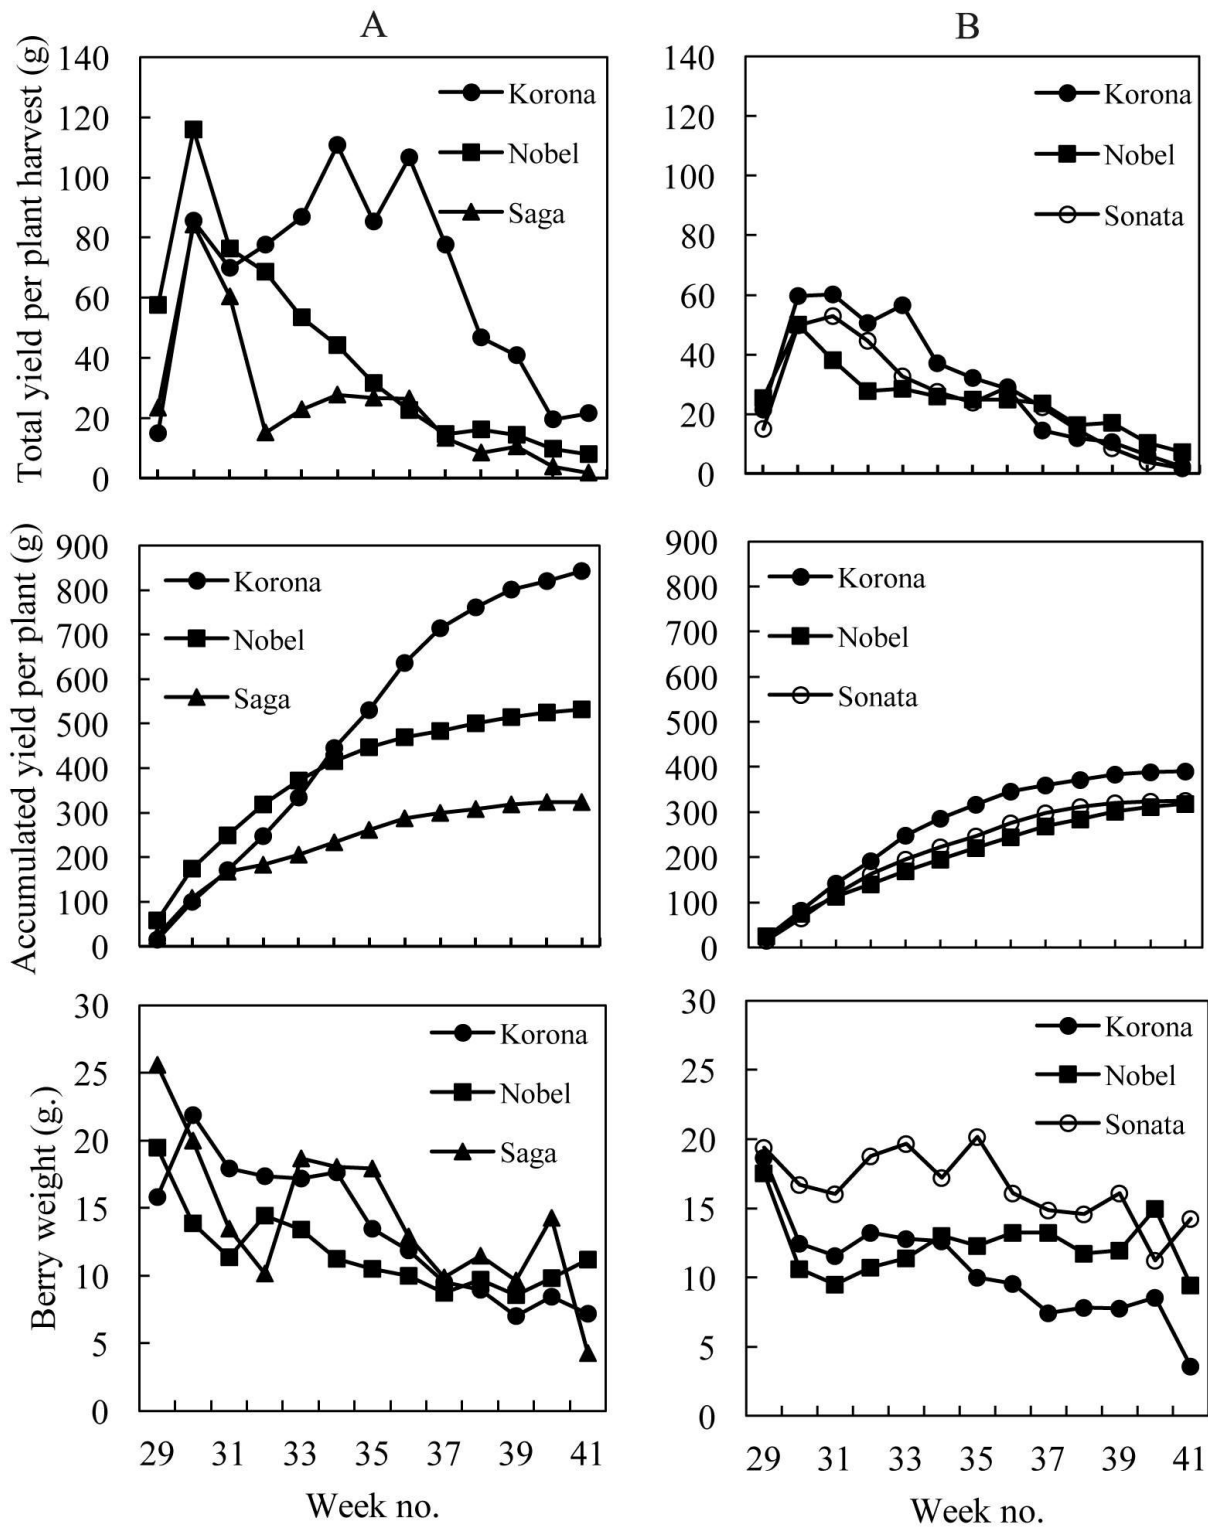 A
B
Total yield per plant harvest (g)
140
120
100
80
60
40
20
0
Korona
Nobel
Saga
140
120
100
80
60
40
20
0
Korona
Nobel
Sonata
Accumulated yield per plant (g)
900
800
700
600
500
400
300
200
100
0
Korona
Nobel
Saga
900
800
700
600
500
400
300
200
100
0
Korona
Nobel
Sonata
Berry weight (g.)
30
25
20
15
10
5
0
Korona
Nobel
Saga
29 31 33 35 37 39 41
Week no.
30
25
20
15
10
5
0
Korona
Nobel
Sonata
29 31 33 35 37 39 41
Week no.